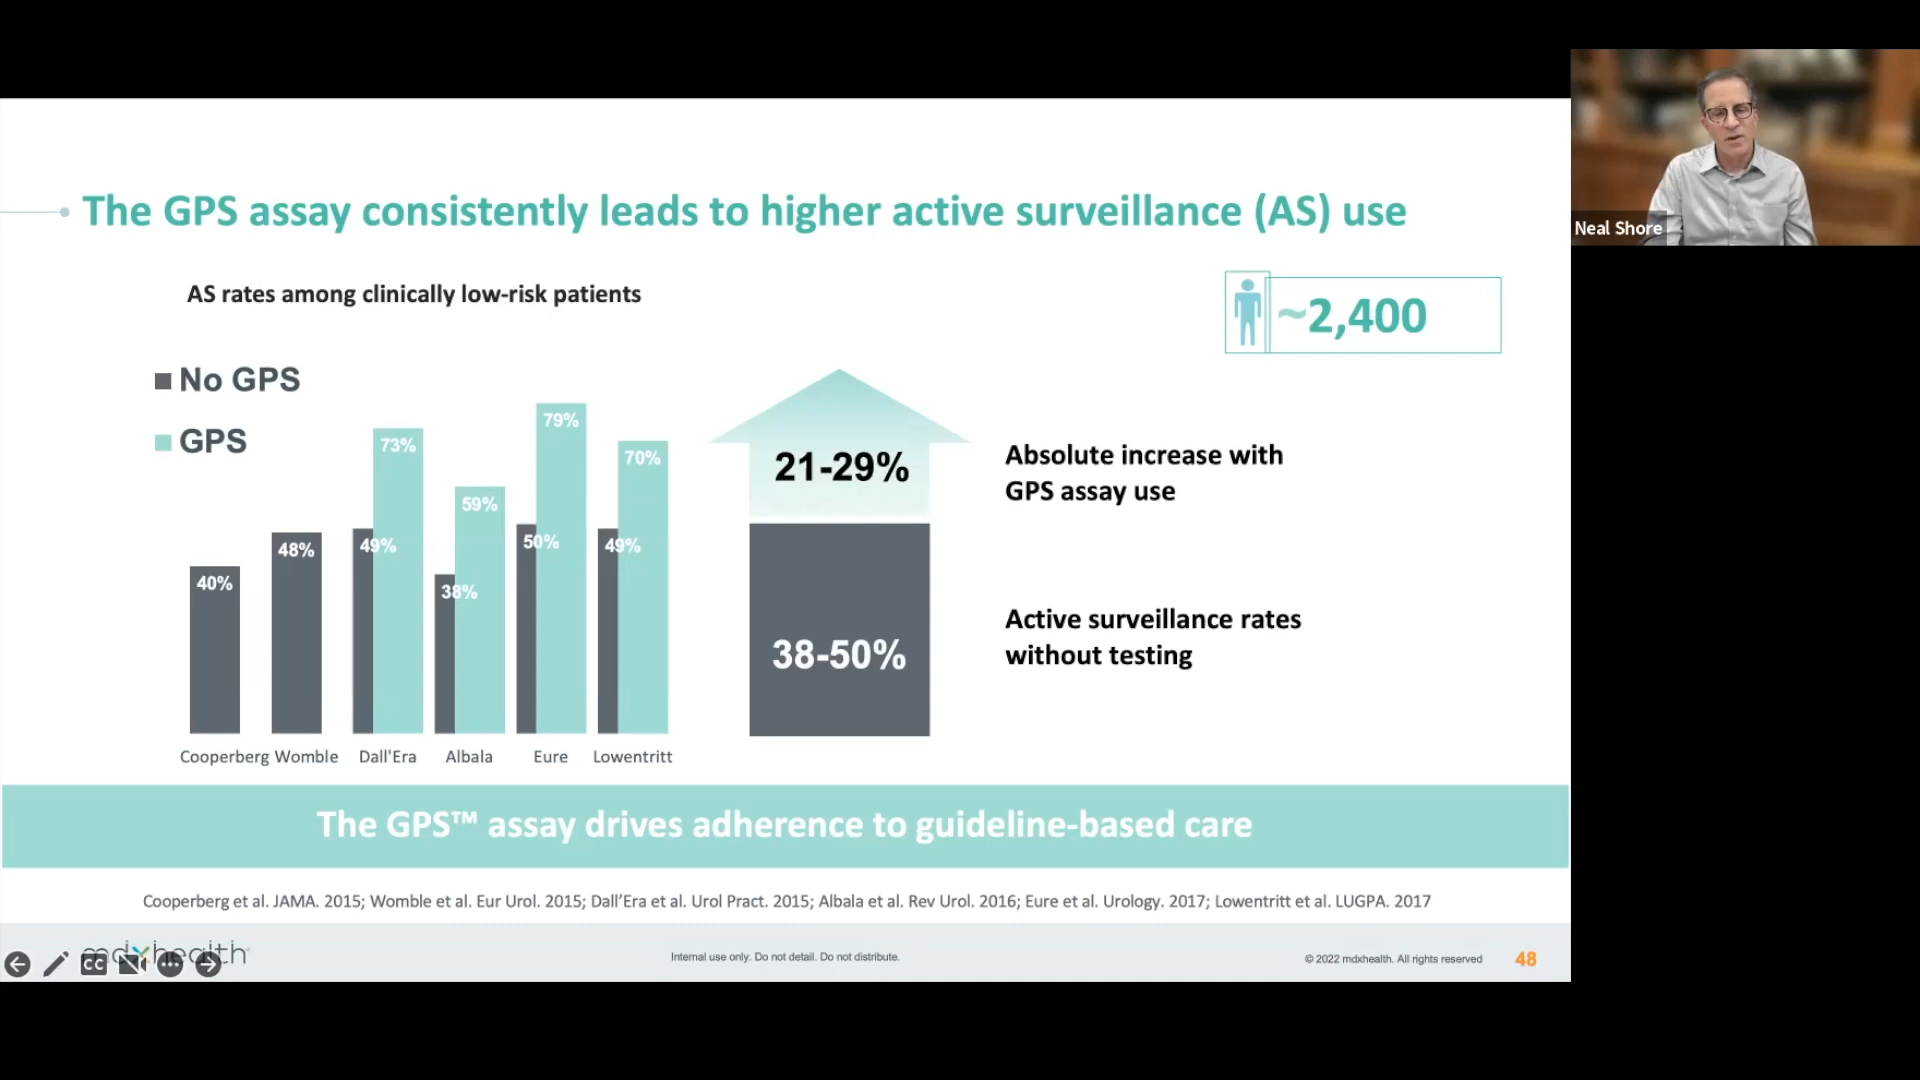 The GPS assay consistently leads to higher active surveillance (AS) use
Neal Shore
AS rates among clinically low-risk patients
~2,400
No GPS
GPS
40%
48%
49%
73%
38%
59%
50%
79%
49%
70%
Cooperberg
Womble
Dall'Era
Albala
Eure
Lowentritt
21-29%
38-50%
Absolute increase with
GPS assay use
Active surveillance rates
without testing
The GPS™ assay drives adherence to guideline-based care
Cooperberg et al. JAMA. 2015; Womble et al. Eur Urol. 2015; Dall'Era et al. Urol Pract. 2015; Albala et al. Rev Urol. 2016; Eure et al. Urology. 2017; Lowentritt et al. LUGPA. 2017
mdxhealth
CC
Internal use only. Do not detail. Do not distribute.
© 2022 mdxhealth. All rights reserved
48